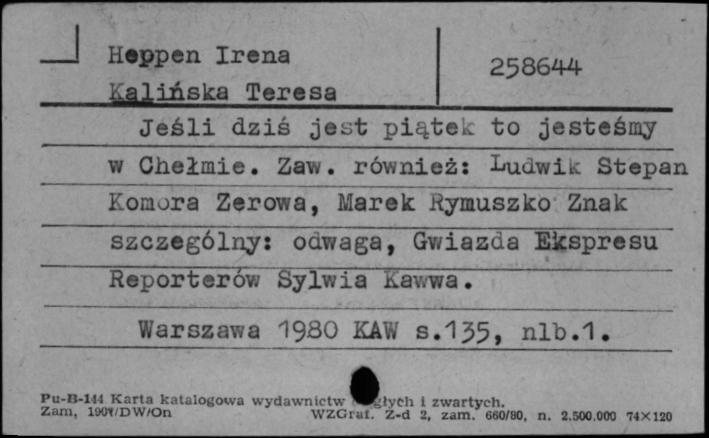 Heppen Irena
258644
Kalińska Teresa
Jeśli dziś jest piątek to jesteśmy
w Chełmie. Zaw. również: Ludwik Stepan
Komora Zerowa, Marek Rymuszko Znak
szczególny: odwaga, Gwiazda Ekspresu
Reporterów Sylwia Kawwa.
Warszawa 1980 KAW s.135, nlb.1.
Pu-B-144 Karta katalogowa wydawnictw głych i zwartych.
Zam, /DW/On WZGraf. Z-d 2, zam. 660/80, n. 2.500.000 74×120